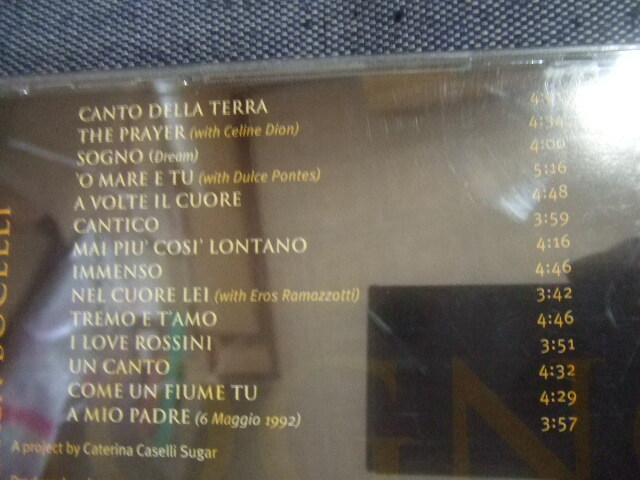 CANTO DELLA TERRA
THE PRAYER (with Celine Dion) 4:34
SOGNO (Dream) 4:00
'O MARE E TU (with Dulce Pontes) 5:16
A VOLTE IL CUORE 4:48
CANTICO 3:59
MAI PIU' COSI' LONTANO 4:16
IMMENSO 4:46
NEL CUORE LEI (with Eros Ramazzotti) 3:42
TREMO E T'AMO 4:46
I LOVE ROSSINI 3:51
UN CANTO 4:32
COME UN FIUME TU 4:29
A MIO PADRE (6 Maggio 1992) 3:57
A project by Caterina Caselli Sugar